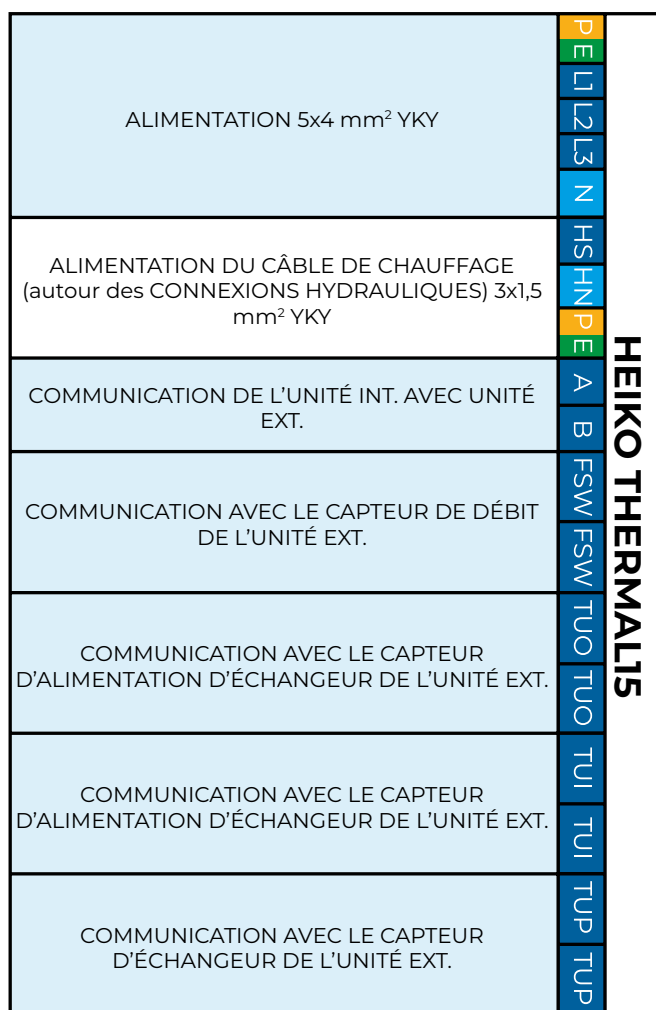 ALIMENTATION 5x4 mm² YKY
PE
L1
L2
L3
N
ALIMENTATION DU CÂBLE DE CHAUFFAGE
(autour des CONNEXIONS HYDRAULIQUES) 3x1,5
mm² YKY
HS
HN
PE
COMMUNICATION DE L’UNITÉ INT. AVEC UNITÉ
EXT.
A
B
COMMUNICATION AVEC LE CAPTEUR DE DÉBIT
DE L’UNITÉ EXT.
FSW
FSW
COMMUNICATION AVEC LE CAPTEUR
D’ALIMENTATION D’ÉCHANGEUR DE L’UNITÉ EXT.
TUO
TUO
COMMUNICATION AVEC LE CAPTEUR
D’ALIMENTATION D’ÉCHANGEUR DE L’UNITÉ EXT.
TUI
TUI
COMMUNICATION AVEC LE CAPTEUR
D’ÉCHANGEUR DE L’UNITÉ EXT.
TUP
TUP
HEIKO THERMAL15